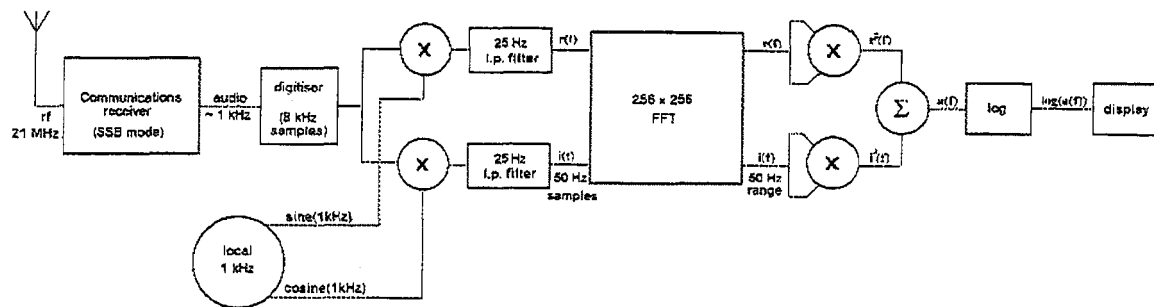 rf
21 MHz
Communications
receiver
(SSB mode)
audio
~ 1 kHz
digitiser
(8 kHz
samples)
X
X
local
1 kHz
sine(1kHz)
cosine(1kHz)
25 Hz
l.p. filter
25 Hz
l.p. filter
r(t)
i(t)
50 Hz
samples
256 x 256
FFT
r(f)
i(f)
50 Hz
range
X
X
r²(f)
i²(f)
Σ
a(f)
log
log(a(f))
display